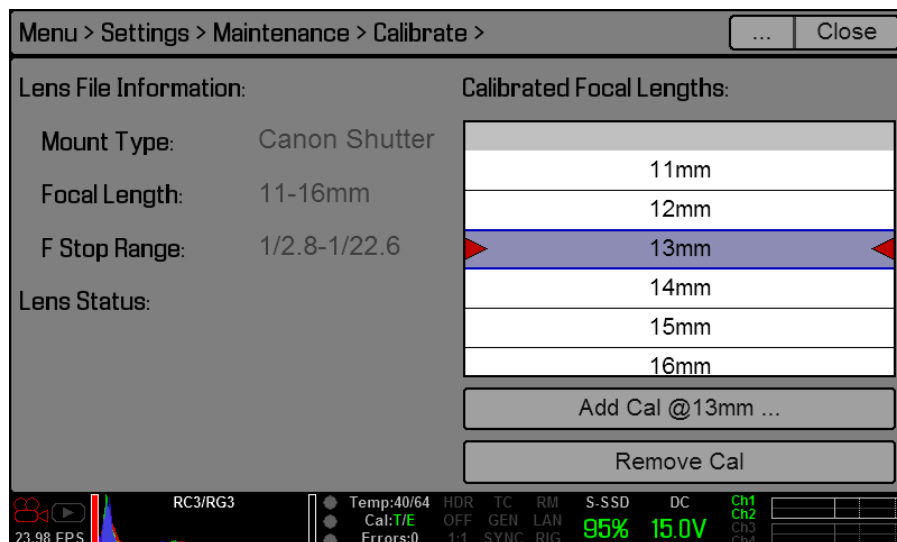 Menu > Settings > Maintenance > Calibrate >
...
Close
Lens File Information:
Mount Type: Canon Shutter
Focal Length: 11-16mm
F Stop Range: 1/2.8-1/22.6
Lens Status:
Calibrated Focal Lengths:
11mm
12mm
13mm
14mm
15mm
16mm
Add Cal @13mm ...
Remove Cal
23.98 FPS
RC3/RG3
Temp:40/64
Cal:T/E
Errors:0
HDR TC RM
OFF GEN LAN
1:1 SYNC RIG
S-SSD
95%
DC
15.0V
Ch1
Ch2
Ch3
Ch4